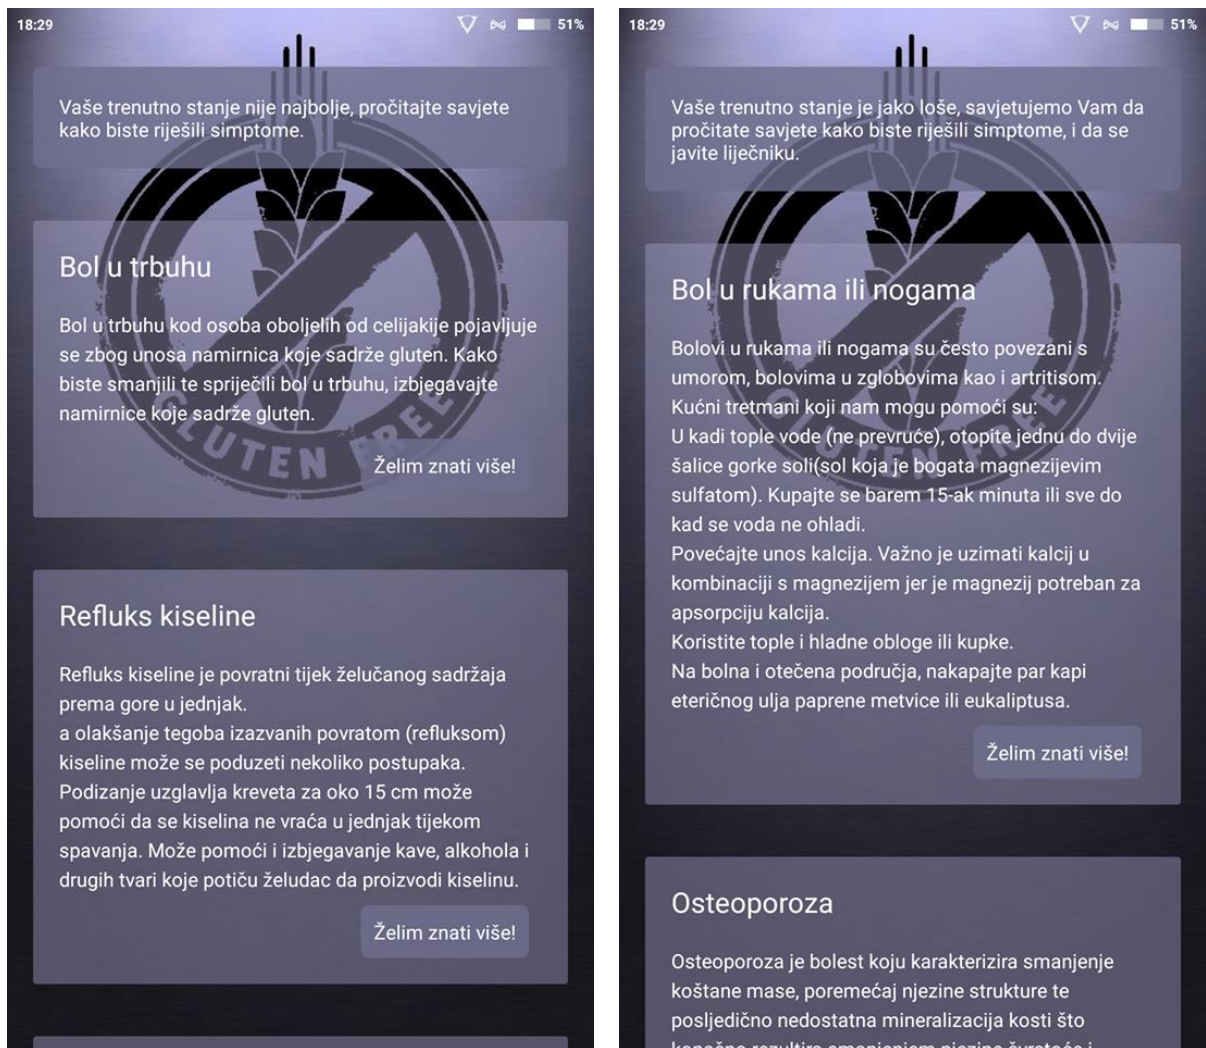 18:29
51%
Vaše trenutno stanje nije najbolje, pročitajte savjete
kako biste riješili simptome.
Bol u trbuhu
Bol u trbuhu kod osoba oboljelih od celijakije pojavljuje
se zbog unosa namirnica koje sadrže gluten. Kako
biste smanjili te spriječili bol u trbuhu, izbjegavajte
namirnice koje sadrže gluten.
GLUTEN FREE
Želim znati više!
Refluks kiseline
Refluks kiseline je povratni tijek želučanog sadržaja
prema gore u jednjak.
a olakšanje tegoba izazvanih povratom (refluksom)
kiseline može se poduzeti nekoliko postupaka.
Podizanje uzglavlja kreveta za oko 15 cm može
pomoći da se kiselina ne vraća u jednjak tijekom
spavanja. Može pomoći i izbjegavanje kave, alkohola i
drugih tvari koje potiču želudac da proizvodi kiselinu.
Želim znati više!
18:29
51%
Vaše trenutno stanje je jako loše, savjetujemo Vam da
pročitate savjete kako biste riješili simptome, i da se
javite liječniku.
Bol u rukama ili nogama
Bolovi u rukama ili nogama su često povezani s
umorom, bolovima u zglobovima kao i artritisom.
Kućni tretmani koji nam mogu pomoći su:
U kadi tople vode (ne prevruće), otopite jednu do dvije
šalice gorke soli(sol koja je bogata magnezijevim
sulfatom). Kupajte se barem 15-ak minuta ili sve do
kad se voda ne ohladi.
Povećajte unos kalcija. Važno je uzimati kalcij u
kombinaciji s magnezijem jer je magnezij potreban za
apsorpciju kalcija.
Koristite tople i hladne obloge ili kupke.
Na bolna i otečena područja, nakapajte par kapi
eteričnog ulja paprene metvice ili eukaliptusa.
GLUTEN FREE
Želim znati više!
Osteoporoza
Osteoporoza je bolest koju karakterizira smanjenje
koštane mase, poremećaj njezine strukture te
posljedično nedostatna mineralizacija kosti što